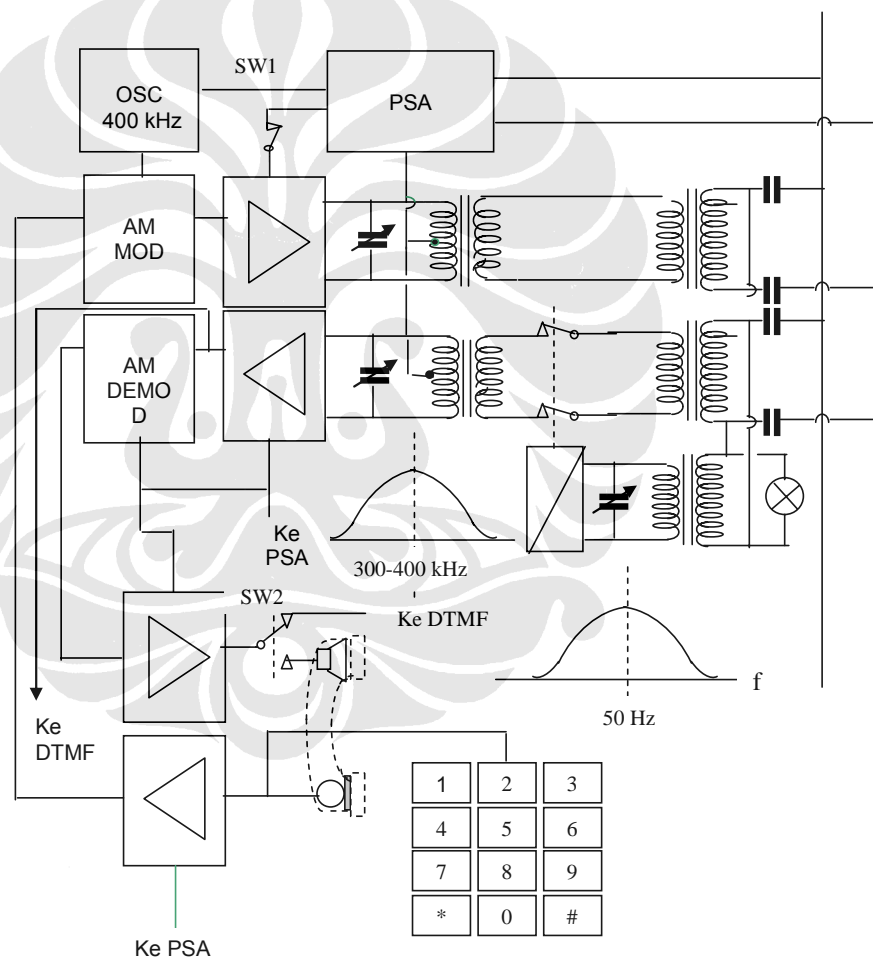 SW1
OSC
400 kHz
PSA
AM
MOD
AM
DEMO
D
Ke
PSA
300-400 kHz
SW2
Ke DTMF
f
50 Hz
Ke
DTMF
1 2 3
4 5 6
7 8 9
* 0 #
Ke PSA